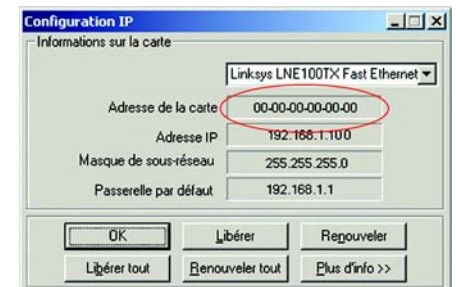 Configuration IP
Informations sur la carte
Linksys LNE100TX Fast Ethernet
Adresse de la carte 00-00-00-00-00-00
Adresse IP 192.168.1.100
Masque de sous-réseau 255.255.255.0
Passerelle par défaut 192.168.1.1
OK Libérer Renouveler
Libérer tout Renouveler tout Plus d'info >>